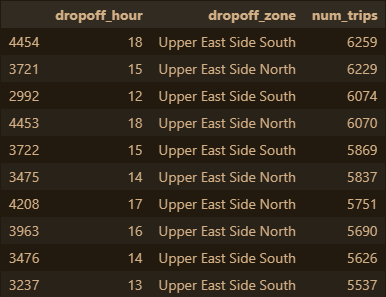 dropoff_hour dropoff_zone num_trips
4454 18 Upper East Side South 6259
3721 15 Upper East Side North 6229
2992 12 Upper East Side South 6074
4453 18 Upper East Side North 6070
3722 15 Upper East Side South 5869
3475 14 Upper East Side North 5837
4208 17 Upper East Side North 5751
3963 16 Upper East Side North 5690
3476 14 Upper East Side South 5626
3237 13 Upper East Side North 5537